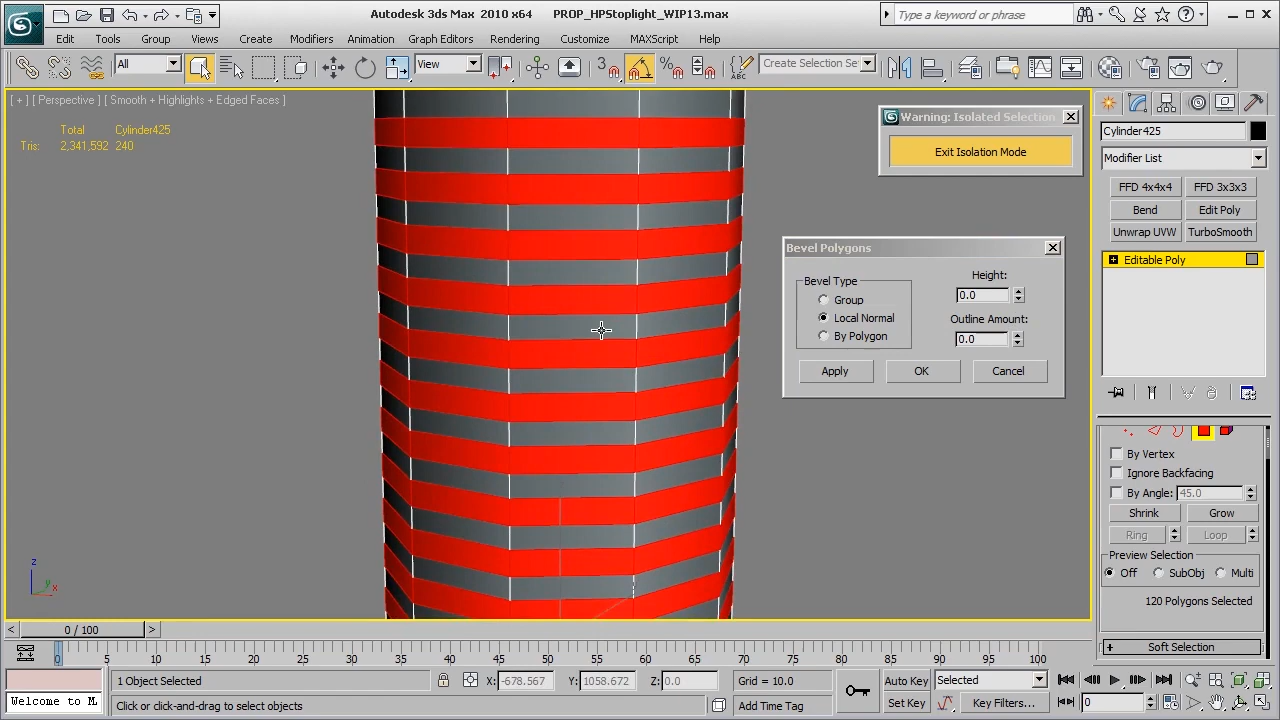 Autodesk 3ds Max 2010 x64 PROP_HPStoplight_WIP13.max
Type a keyword or phrase
Edit Tools Group Views Create Modifiers Animation Graph Editors Rendering Customize MAXScript Help
All View Create Selection Se
[ + ] [ Perspective ] [ Smooth + Highlights + Edged Faces ]
Total Cylinder425
Tris: 2,341,592 240
Warning: Isolated Selection
Exit Isolation Mode
Bevel Polygons
Bevel Type
Group
Local Normal
By Polygon
Height:
0.0
Outline Amount:
0.0
Apply OK Cancel
Cylinder425
Modifier List
FFD 4x4x4 FFD 3x3x3
Bend Edit Poly
Unwrap UVW TurboSmooth
Editable Poly
By Vertex
Ignore Backfacing
By Angle: 45.0
Shrink Grow
Ring Loop
Preview Selection
Off SubObj Multi
120 Polygons Selected
+ Soft Selection
z
x
< 0 / 100 >
0 5 10 15 20 25 30 35 40 45 50 55 60 65 70 75 80 85 90 95 100
1 Object Selected X: -678.567 Y: 1058.672 Z: 0.0 Grid = 10.0 Auto Key Selected
Welcome to M Click or click-and-drag to select objects Add Time Tag Set Key Key Filters... 0